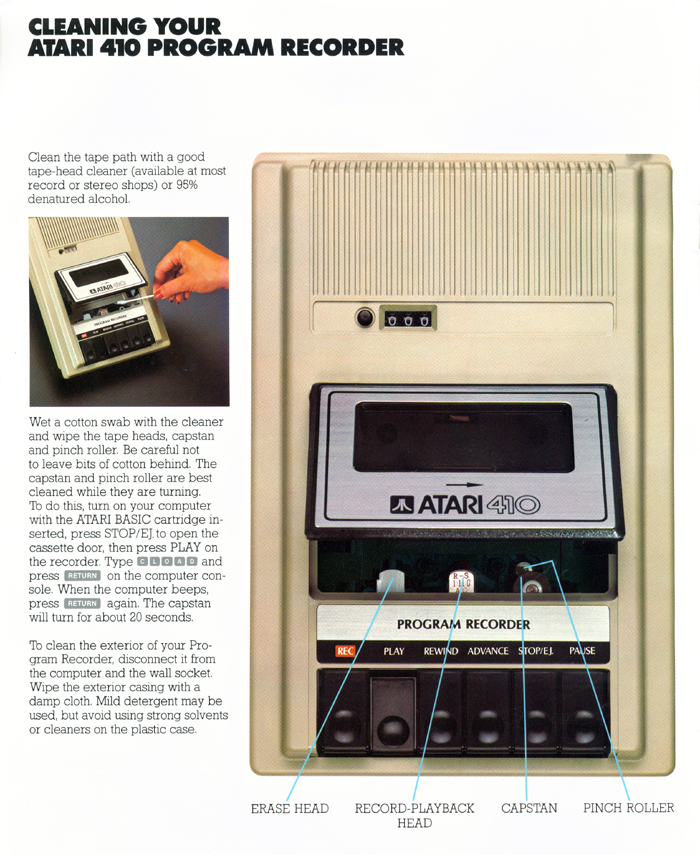 CLEANING YOUR
ATARI 410 PROGRAM RECORDER
Clean the tape path with a good
tape-head cleaner (available at most
record or stereo shops) or 95%
denatured alcohol.
ATARI 410
PROGRAM RECORDER
Wet a cotton swab with the cleaner
and wipe the tape heads, capstan
and pinch roller. Be careful not
to leave bits of cotton behind. The
capstan and pinch roller are best
cleaned while they are turning.
To do this, turn on your computer
with the ATARI BASIC cartridge in-
serted, press STOP/EJ. to open the
cassette door, then press PLAY on
the recorder. Type C L O A D and
press RETURN on the computer con-
sole. When the computer beeps,
press RETURN again. The capstan
will turn for about 20 seconds.
To clean the exterior of your Pro-
gram Recorder, disconnect it from
the computer and the wall socket.
Wipe the exterior casing with a
damp cloth. Mild detergent may be
used, but avoid using strong solvents
or cleaners on the plastic case.
0 0 0
ATARI 410
R-S
PROGRAM RECORDER
REC PLAY REWIND ADVANCE STOP/EJ. PAUSE
ERASE HEAD
RECORD-PLAYBACK
HEAD
CAPSTAN
PINCH ROLLER